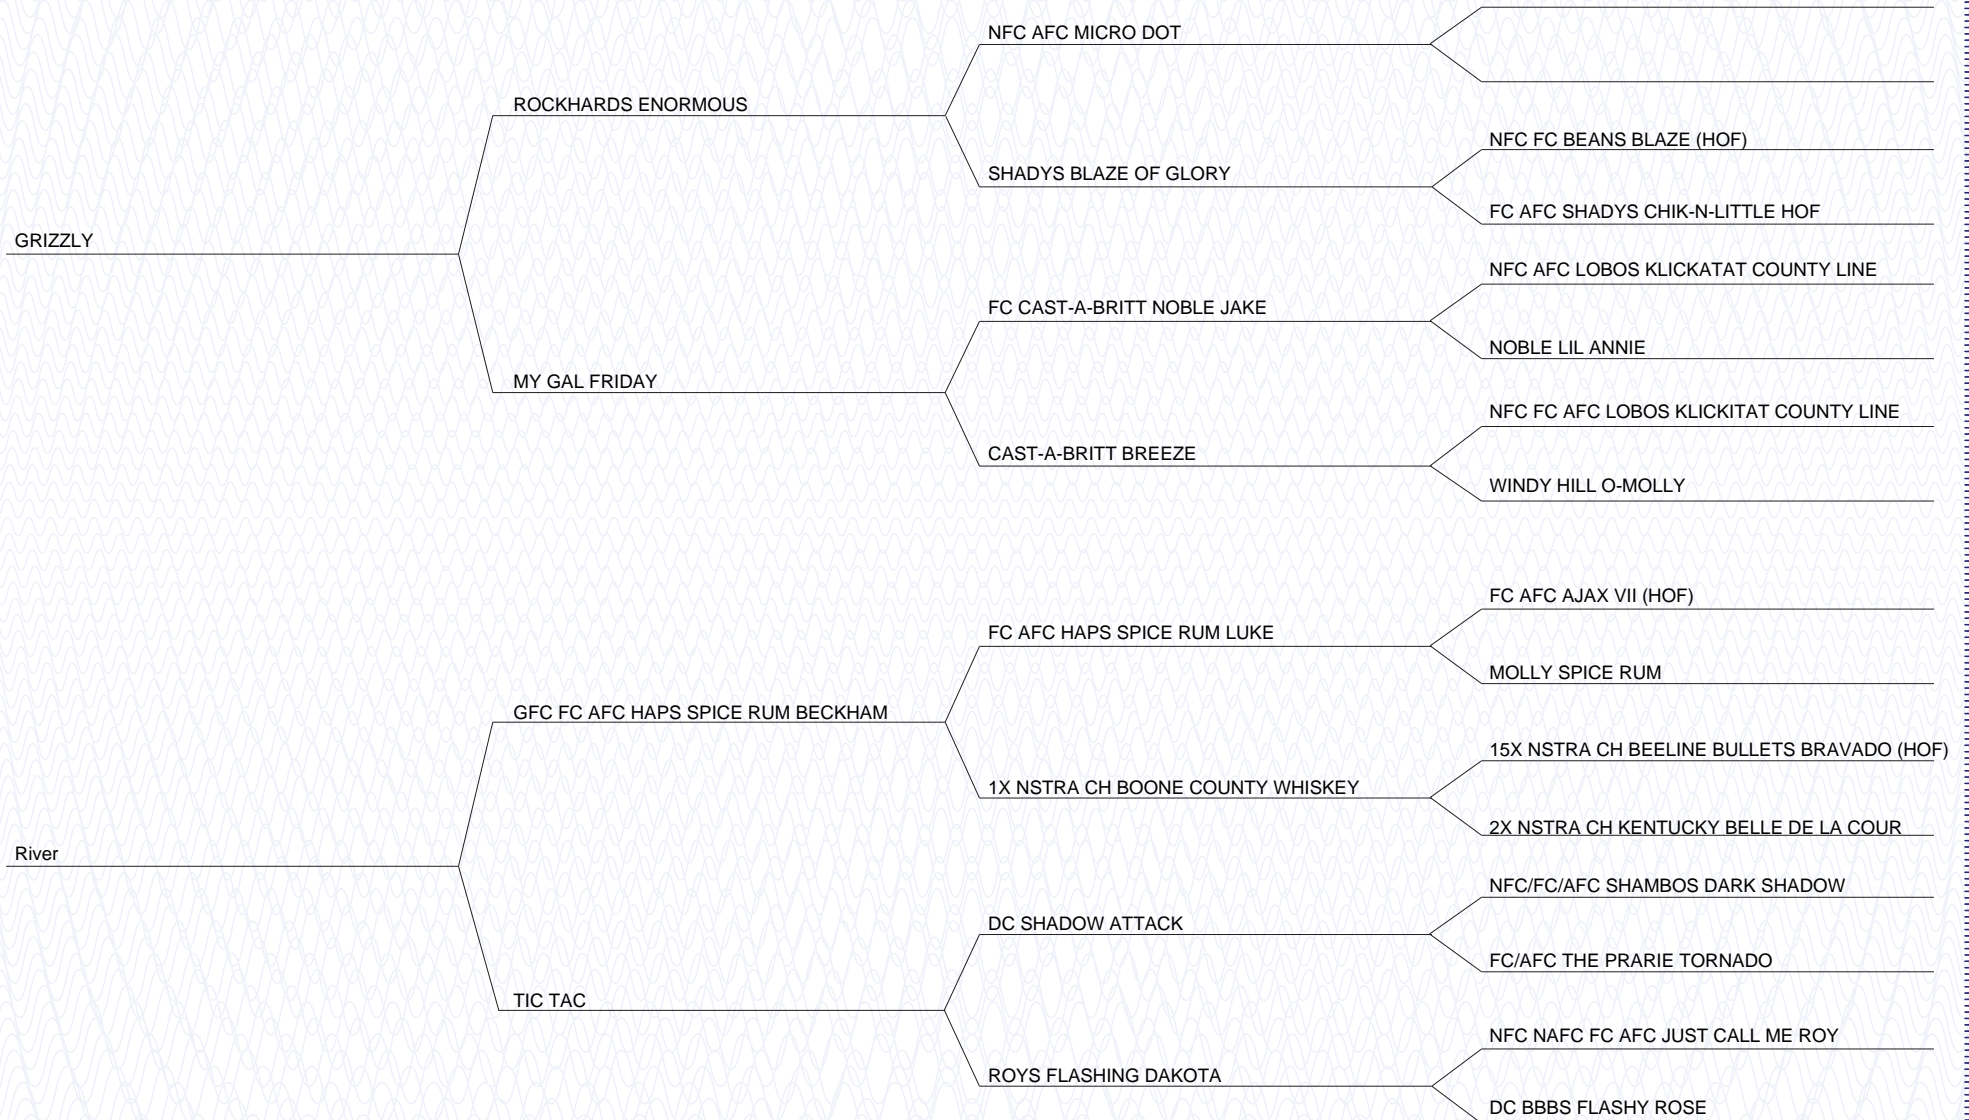 NFC AFC MICRO DOT
ROCKHARDS ENORMOUS
NFC FC BEANS BLAZE (HOF)
SHADYS BLAZE OF GLORY
FC AFC SHADYS CHIK-N-LITTLE HOF
GRIZZLY
NFC AFC LOBOS KLICKATAT COUNTY LINE
FC CAST-A-BRITT NOBLE JAKE
NOBLE LIL ANNIE
MY GAL FRIDAY
NFC FC AFC LOBOS KLICKITAT COUNTY LINE
CAST-A-BRITT BREEZE
WINDY HILL O-MOLLY
FC AFC AJAX VII (HOF)
FC AFC HAPS SPICE RUM LUKE
MOLLY SPICE RUM
GFC FC AFC HAPS SPICE RUM BECKHAM
15X NSTRA CH BEELINE BULLETS BRAVADO (HOF)
1X NSTRA CH BOONE COUNTY WHISKEY
2X NSTRA CH KENTUCKY BELLE DE LA COUR
River
NFC/FC/AFC SHAMBOS DARK SHADOW
DC SHADOW ATTACK
FC/AFC THE PRARIE TORNADO
TIC TAC
NFC NAFC FC AFC JUST CALL ME ROY
ROYS FLASHING DAKOTA
DC BBBS FLASHY ROSE